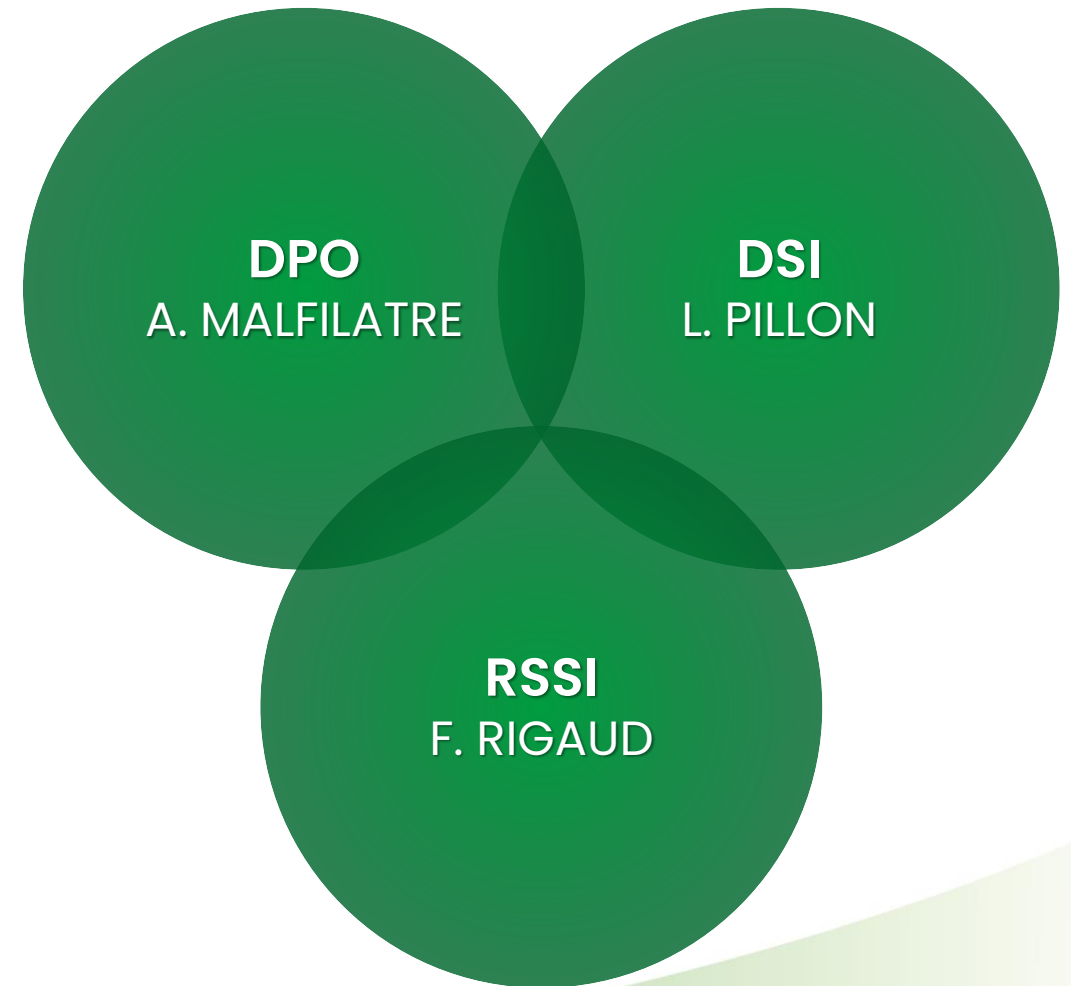 DPO
A. MALFILATRE
DSI
L. PILLON
RSSI
F. RIGAUD